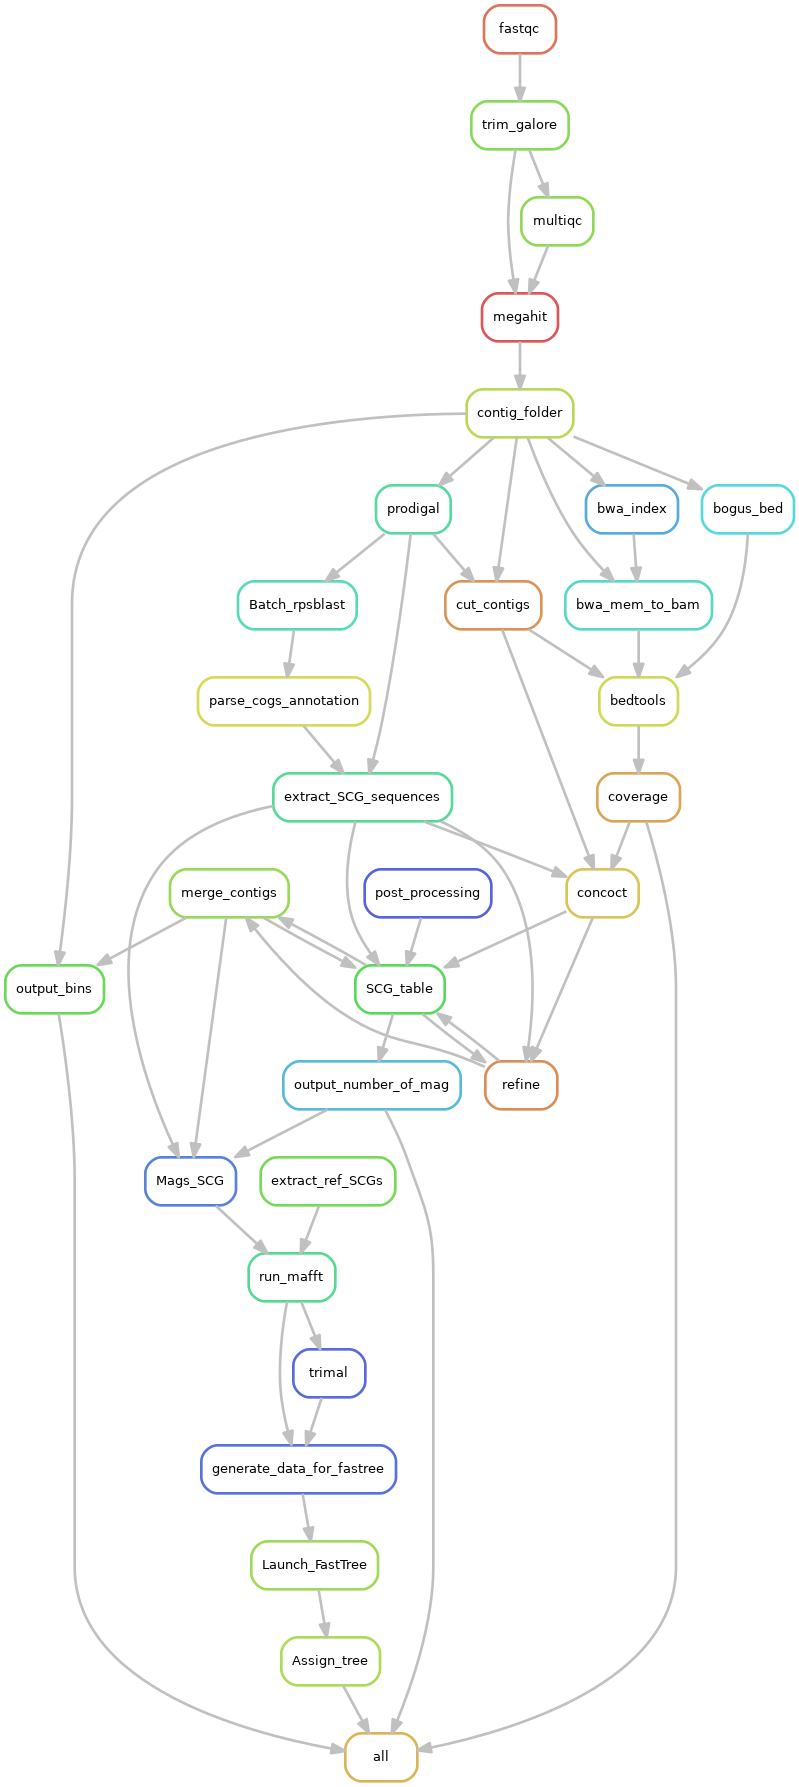 fastqc
trim_galore
multiqc
megahit
contig_folder
prodigal
bwa_index
bogus_bed
Batch_rpsblast
cut_contigs
bwa_mem_to_bam
parse_cogs_annotation
bedtools
extract_SCG_sequences
coverage
merge_contigs
post_processing
concoct
output_bins
SCG_table
output_number_of_mag
refine
Mags_SCG
extract_ref_SCGs
run_mafft
trimal
generate_data_for_fastree
Launch_FastTree
Assign_tree
all